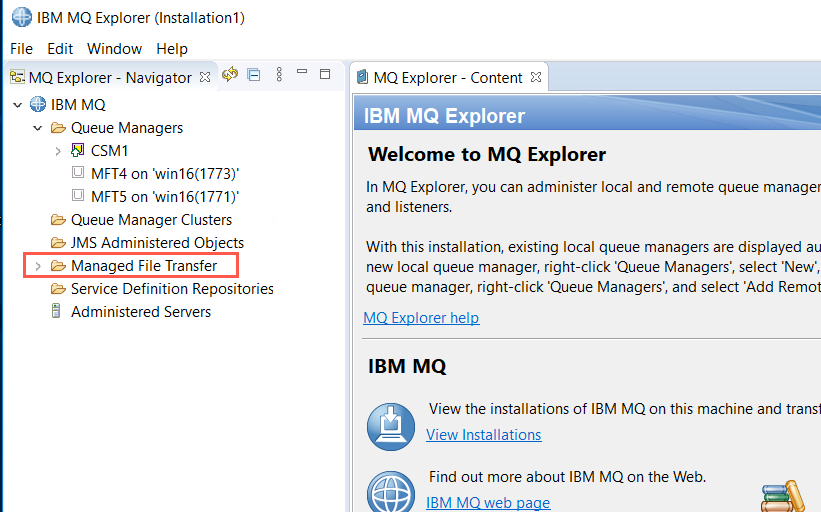 IBM MQ Explorer (Installation1)
File Edit Window Help
MQ Explorer - Navigator
IBM MQ
Queue Managers
CSM1
MFT4 on 'win16(1773)'
MFT5 on 'win16(1771)'
Queue Manager Clusters
JMS Administered Objects
Managed File Transfer
Service Definition Repositories
Administered Servers
MQ Explorer - Content
IBM MQ Explorer
Welcome to MQ Explorer
In MQ Explorer, you can administer local and remote queue manager
and listeners.
With this installation, existing local queue managers are displayed au
new local queue manager, right-click 'Queue Managers', select 'New',
queue manager, right-click 'Queue Managers', and select 'Add Remot
MQ Explorer help
IBM MQ
View the installations of IBM MQ on this machine and transf
View Installations
Find out more about IBM MQ on the Web.
IBM MQ web page